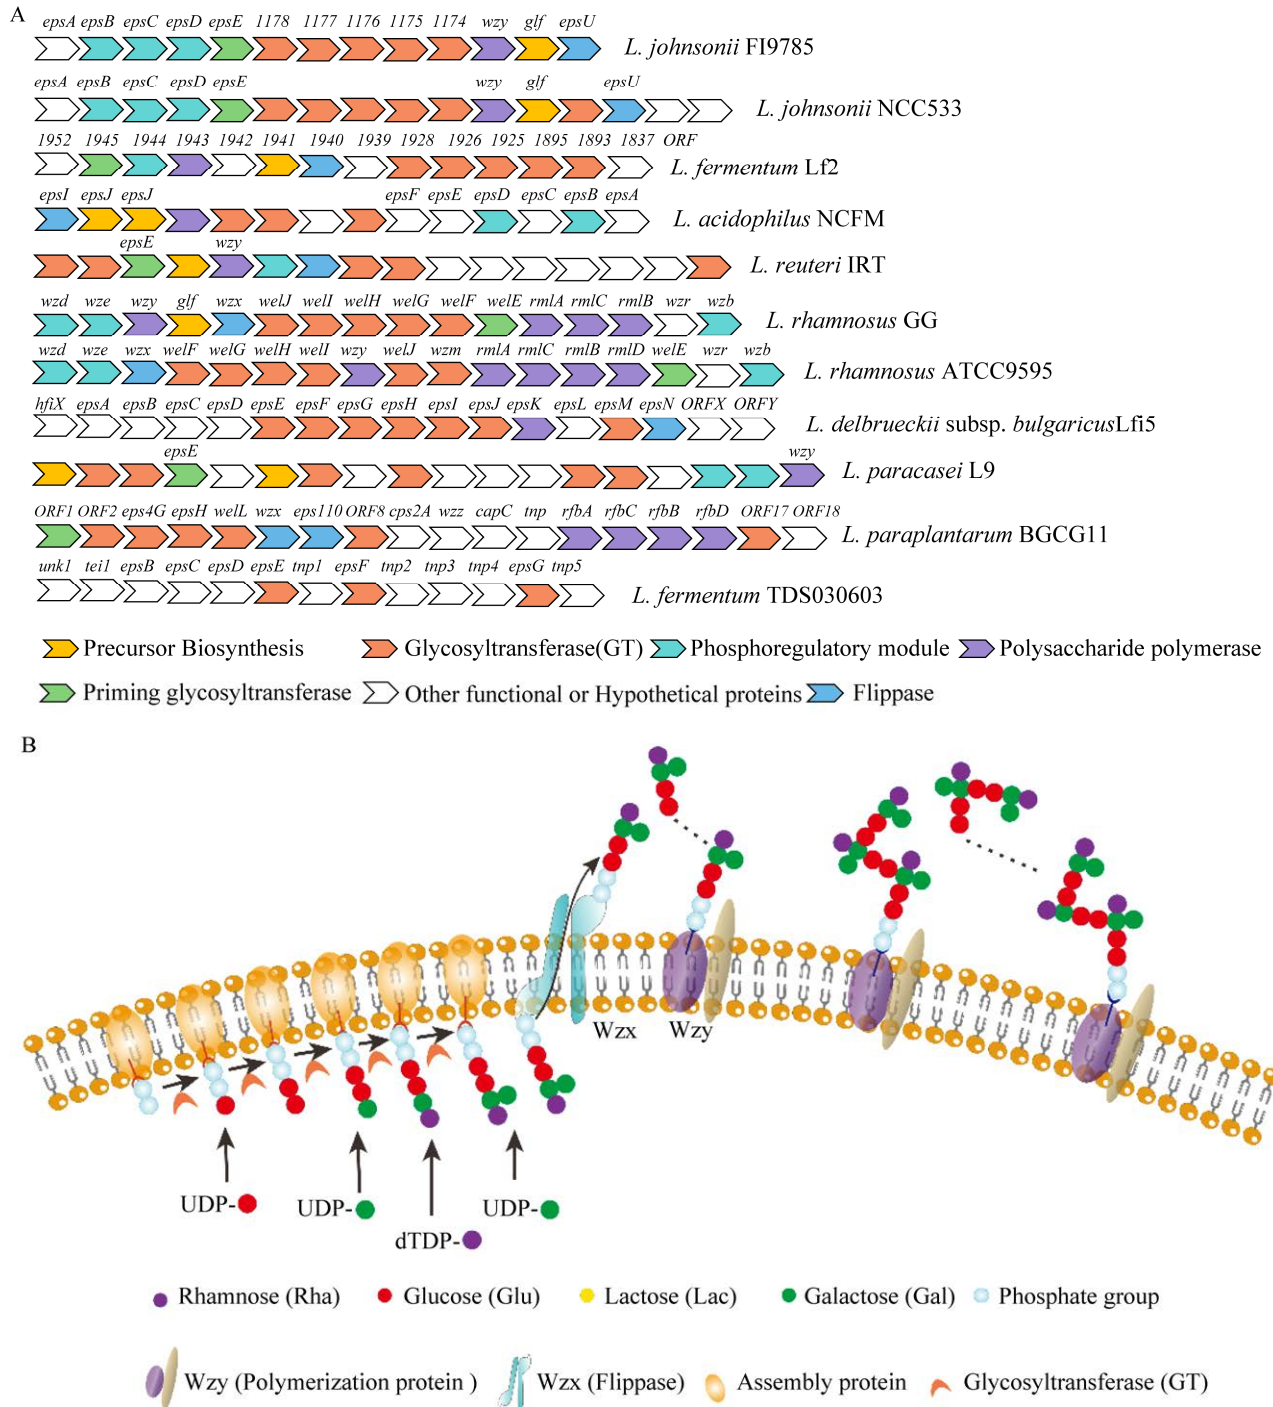 A
epsA epsB epsC epsD epsE 1178 1177 1176 1175 1174 wzy glf epsU
L. johnsonii FI9785
epsA epsB epsC epsD epsE wzy glf epsU
L. johnsonii NCC533
1952 1945 1944 1943 1942 1941 1940 1939 1928 1926 1925 1895 1893 1837 ORF
L. fermentum Lf2
epsI epsJ epsJ epsF epsE epsD epsC epsB epsA
L. acidophilus NCFM
epsE wzy
L. reuteri IRT
wzd wze wzy glf wzx welJ welI welH welG welF welE rmlA rmlC rmlB wzr wzb
L. rhamnosus GG
wzd wze wzx welF welG welH welI wzy welJ wzm rmlA rmlC rmlB rmlD welE wzr wzb
L. rhamnosus ATCC9595
hfiX epsA epsB epsC epsD epsE epsF epsG epsH epsI epsJ epsK epsL epsM epsN ORFX ORFY
L. delbrueckii subsp. bulgaricusLfi5
epsE wzy
L. paracasei L9
ORF1 ORF2 eps4G epsH welL wzx eps110 ORF8 cps2A wzz capC tnp rfbA rfbC rfbB rfbD ORF17 ORF18
L. paraplantarum BGCG11
unk1 tei1 epsB epsC epsD epsE tnp1 epsF tnp2 tnp3 tnp4 epsG tnp5
L. fermentum TDS030603
Precursor Biosynthesis Glycosyltransferase(GT) Phosphoregulatory module Polysaccharide polymerase
Priming glycosyltransferase Other functional or Hypothetical proteins Flippase
B
Wzx Wzy
UDP- UDP- UDP-
dTDP-
Rhamnose (Rha) Glucose (Glu) Lactose (Lac) Galactose (Gal) Phosphate group
Wzy (Polymerization protein ) Wzx (Flippase) Assembly protein Glycosyltransferase (GT)